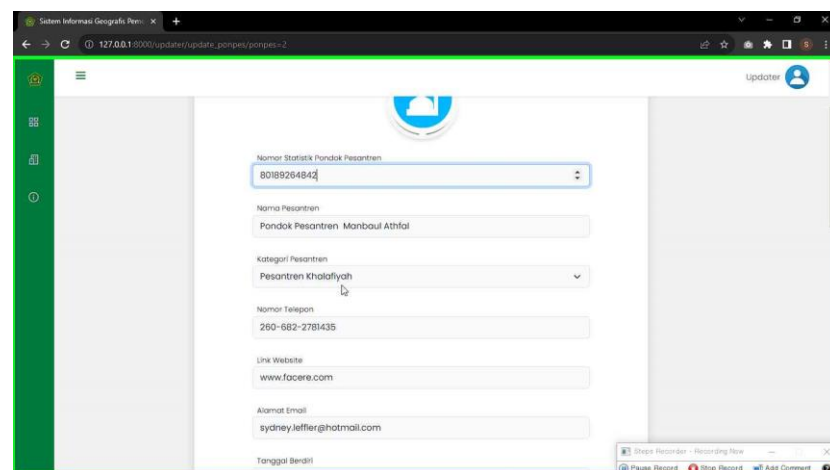 Sistem Informasi Geografis Pem
127.0.0.1:8000/updater/update_ponpes/ponpes=2
S
Updater
Nomor Statistik Pondok Pesantren
80189264842
Nama Pesantren
Pondok Pesantren Manbaul Athfal
Kategori Pesantren
Pesantren Khalafiyah
Nomor Telepon
260-682-2781435
Link Website
www.facere.com
Alamat Email
sydney.leffler@hotmail.com
Tanggal Berdiri
Steps Recorder - Recording Now
Pause Record Stop Record Add Comment